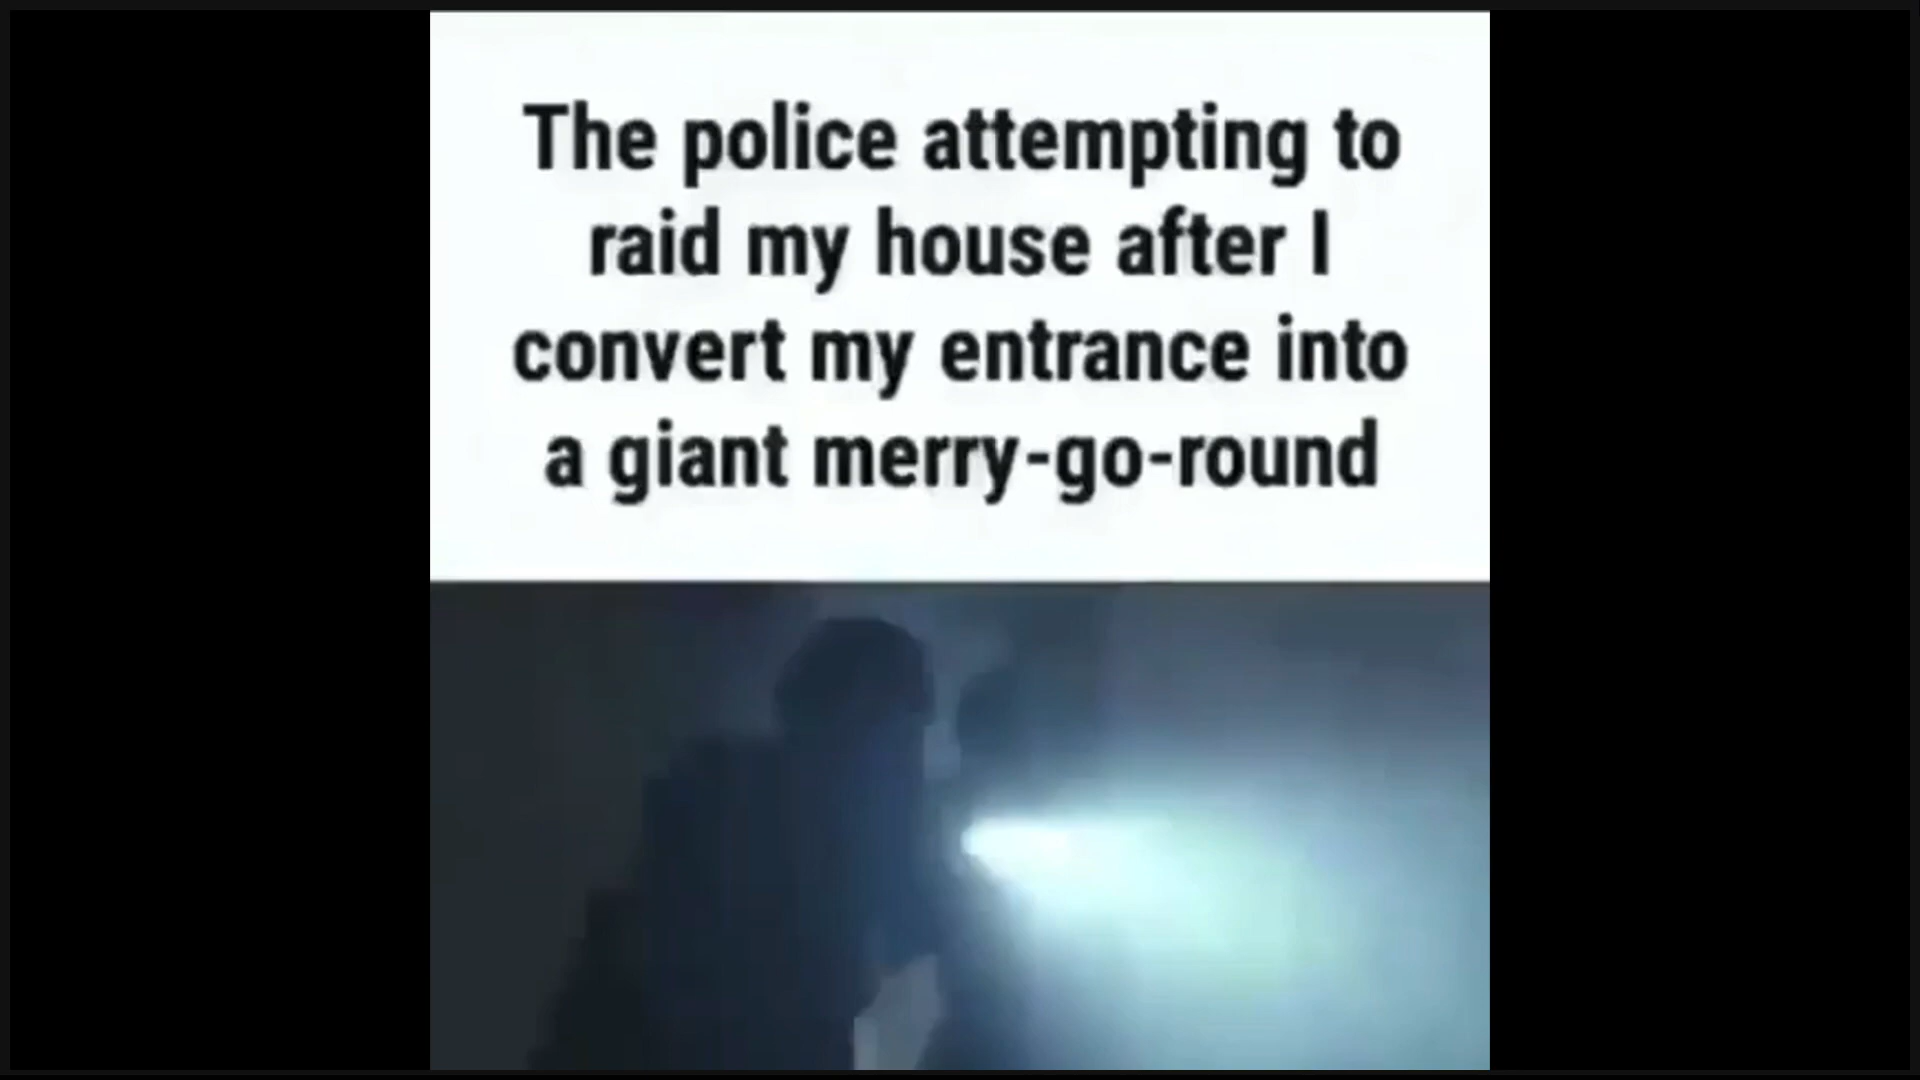 The police attempting to
raid my house after I
convert my entrance into
a giant merry-go-round